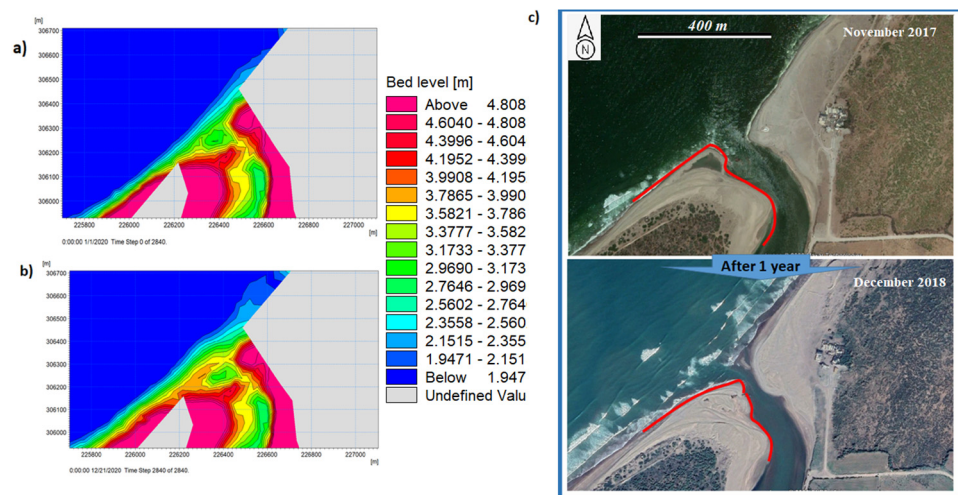 a)
[m]
306700
306600
306500
306400
306300
306200
306100
306000
225800 226000 226200 226400 226600 226800 227000
[m]
0:00:00 1/1/2020 Time Step 0 of 2840.
b)
[m]
306700
306600
306500
306400
306300
306200
306100
306000
225800 226000 226200 226400 226600 226800 227000
[m]
0:00:00 12/21/2020 Time Step 2840 of 2840.
Bed level [m]
Above 4.808
4.6040 - 4.808
4.3996 - 4.604
4.1952 - 4.399
3.9908 - 4.195
3.7865 - 3.990
3.5821 - 3.786
3.3777 - 3.582
3.1733 - 3.377
2.9690 - 3.173
2.7646 - 2.969
2.5602 - 2.764
2.3558 - 2.560
2.1515 - 2.355
1.9471 - 2.151
Below 1.947
Undefined Valu
c)
N
400 m
November 2017
After 1 year
December 2018